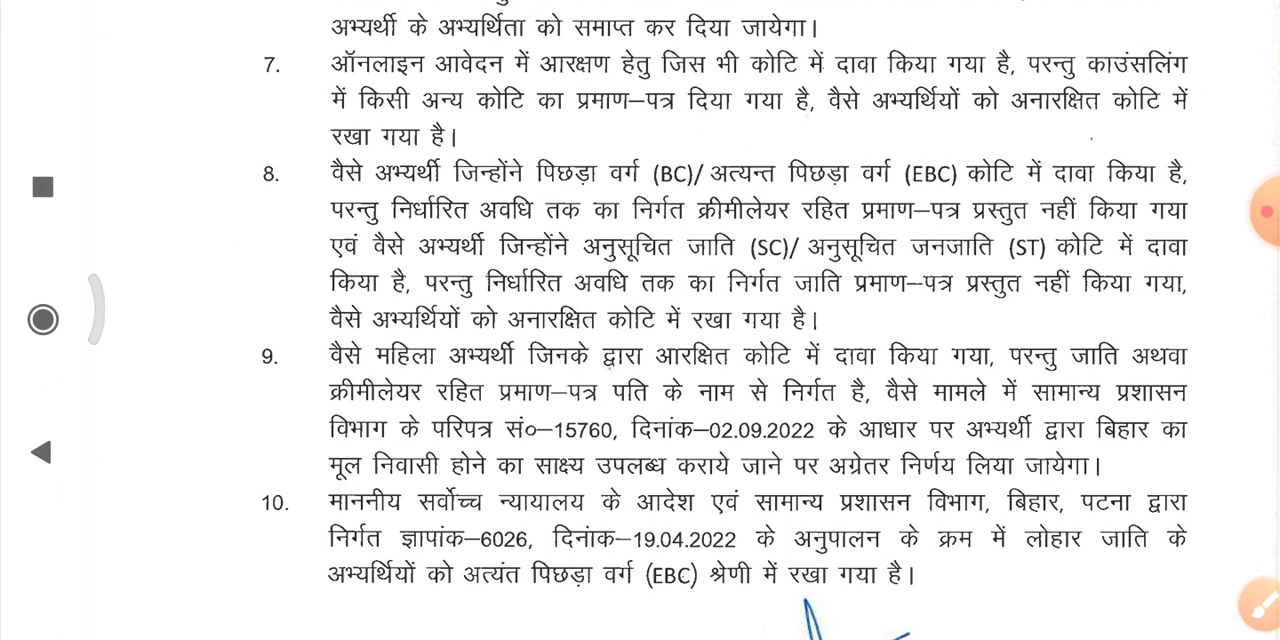 अभ्यर्थी के अभ्यर्थिता को समाप्त कर दिया जायेगा।
7. ऑनलाइन आवेदन में आरक्षण हेतु जिस भी कोटि में दावा किया गया है, परन्तु काउंसलिंग
में किसी अन्य कोटि का प्रमाण–पत्र दिया गया है, वैसे अभ्यर्थियों को अनारक्षित कोटि में
रखा गया है।
8. वैसे अभ्यर्थी जिन्होंने पिछड़ा वर्ग (BC)/ अत्यन्त पिछड़ा वर्ग (EBC) कोटि में दावा किया है,
परन्तु निर्धारित अवधि तक का निर्गत क्रीमीलेयर रहित प्रमाण–पत्र प्रस्तुत नहीं किया गया
एवं वैसे अभ्यर्थी जिन्होंने अनुसूचित जाति (SC)/ अनुसूचित जनजाति (ST) कोटि में दावा
किया है, परन्तु निर्धारित अवधि तक का निर्गत जाति प्रमाण–पत्र प्रस्तुत नहीं किया गया,
वैसे अभ्यर्थियों को अनारक्षित कोटि में रखा गया है।
9. वैसे महिला अभ्यर्थी जिनके द्वारा आरक्षित कोटि में दावा किया गया, परन्तु जाति अथवा
क्रीमीलेयर रहित प्रमाण–पत्र पति के नाम से निर्गत है, वैसे मामले में सामान्य प्रशासन
विभाग के परिपत्र सं०–15760, दिनांक–02.09.2022 के आधार पर अभ्यर्थी द्वारा बिहार का
मूल निवासी होने का साक्ष्य उपलब्ध कराये जाने पर अग्रेतर निर्णय लिया जायेगा।
10. माननीय सर्वोच्च न्यायालय के आदेश एवं सामान्य प्रशासन विभाग, बिहार, पटना द्वारा
निर्गत ज्ञापांक–6026, दिनांक–19.04.2022 के अनुपालन के क्रम में लोहार जाति के
अभ्यर्थियों को अत्यंत पिछड़ा वर्ग (EBC) श्रेणी में रखा गया है।